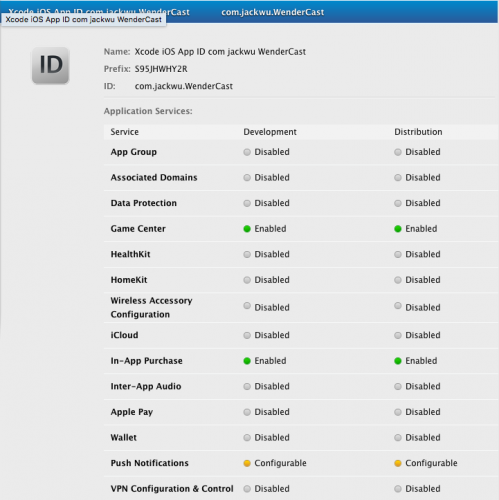 Xcode iOS App ID com jackwu WenderCast com.jackwu.WenderCast
Xcode iOS App ID com jackwu WenderCast
ID
Name: Xcode iOS App ID com jackwu WenderCast
Prefix: S95JHWHY2R
ID: com.jackwu.WenderCast
Application Services:
Service Development Distribution
App Group Disabled Disabled
Associated Domains Disabled Disabled
Data Protection Disabled Disabled
Game Center Enabled Enabled
HealthKit Disabled Disabled
HomeKit Disabled Disabled
Wireless Accessory
Configuration Disabled Disabled
iCloud Disabled Disabled
In-App Purchase Enabled Enabled
Inter-App Audio Disabled Disabled
Apple Pay Disabled Disabled
Wallet Disabled Disabled
Push Notifications Configurable Configurable
VPN Configuration & Control Disabled Disabled